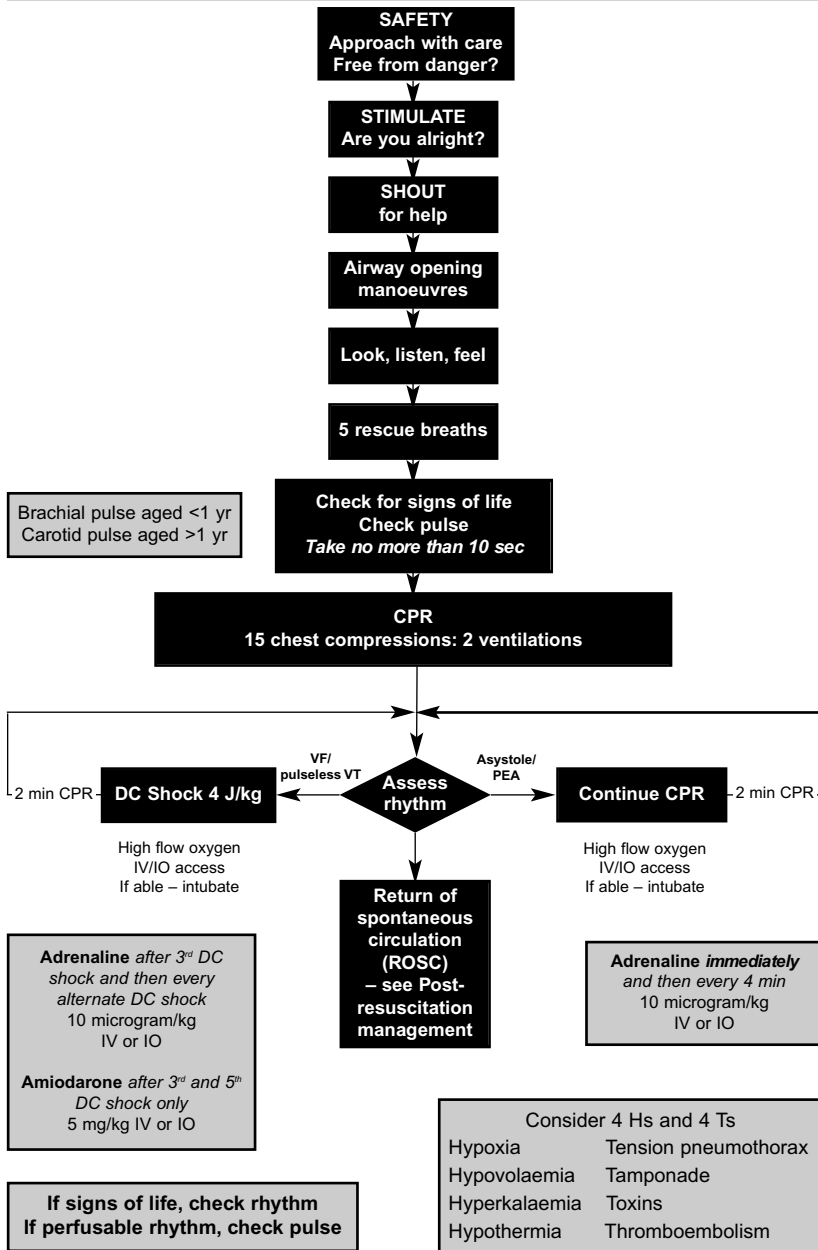 SAFETY
Approach with care
Free from danger?
STIMULATE
Are you alright?
SHOUT
for help
Airway opening
manoeuvres
Look, listen, feel
5 rescue breaths
Brachial pulse aged <1 yr
Carotid pulse aged >1 yr
Check for signs of life
Check pulse
Take no more than 10 sec
CPR
15 chest compressions: 2 ventilations
2 min CPR
DC Shock 4 J/kg
VF/
pulseless VT
Assess
rhythm
Asystole/
PEA
Continue CPR
2 min CPR
High flow oxygen
IV/IO access
If able – intubate
High flow oxygen
IV/IO access
If able – intubate
Return of
spontaneous
circulation
(ROSC)
– see Post-
resuscitation
management
Adrenaline after 3rd DC
shock and then every
alternate DC shock
10 microgram/kg
IV or IO
Amiodarone after 3rd and 5th
DC shock only
5 mg/kg IV or IO
Adrenaline immediately
and then every 4 min
10 microgram/kg
IV or IO
If signs of life, check rhythm
If perfusable rhythm, check pulse
Consider 4 Hs and 4 Ts
Hypoxia Tension pneumothorax
Hypovolaemia Tamponade
Hyperkalaemia Toxins
Hypothermia Thromboembolism